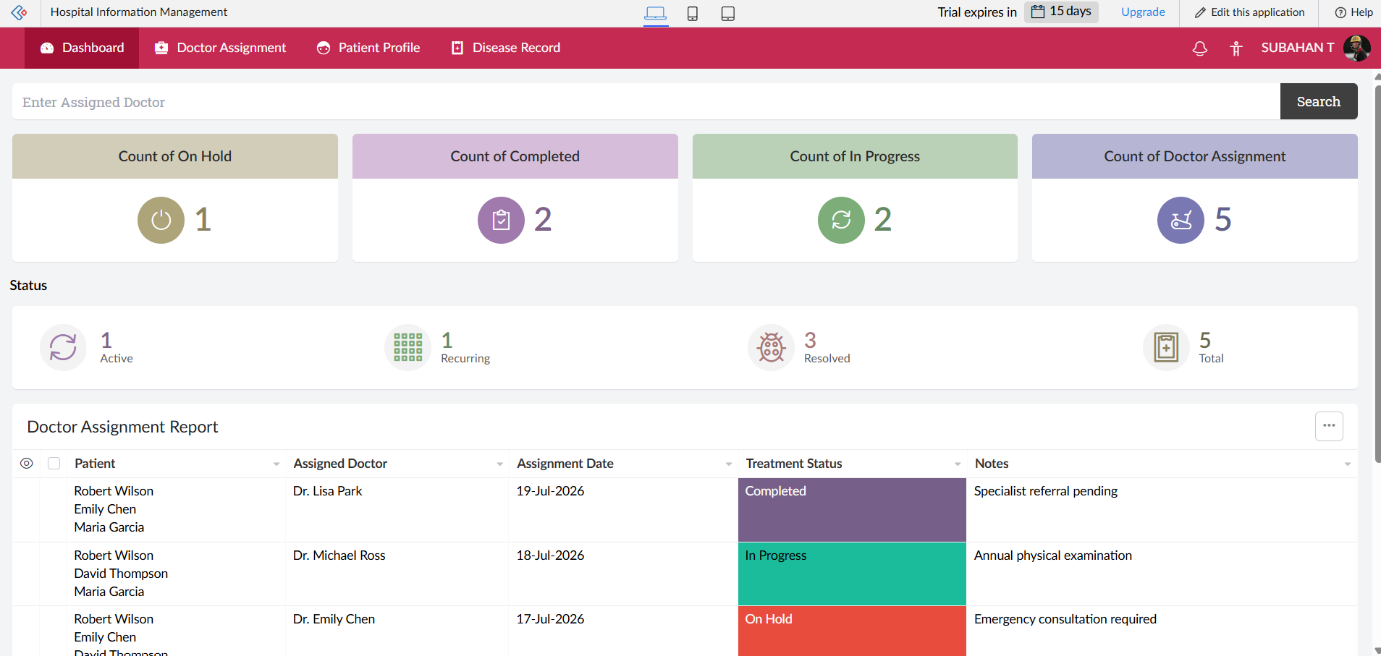 Hospital Information Management
Trial expires in 15 days Upgrade Edit this application Help
Dashboard Doctor Assignment Patient Profile Disease Record SUBAHAN T
Enter Assigned Doctor Search
Count of On Hold
1
Count of Completed
2
Count of In Progress
2
Count of Doctor Assignment
5
Status
1
Active
1
Recurring
3
Resolved
5
Total
Doctor Assignment Report
Patient Assigned Doctor Assignment Date Treatment Status Notes
Robert Wilson Dr. Lisa Park 19-Jul-2026 Completed Specialist referral pending
Emily Chen
Maria Garcia
Robert Wilson Dr. Michael Ross 18-Jul-2026 In Progress Annual physical examination
David Thompson
Maria Garcia
Robert Wilson Dr. Emily Chen 17-Jul-2026 On Hold Emergency consultation required
Emily Chen
David Thompson